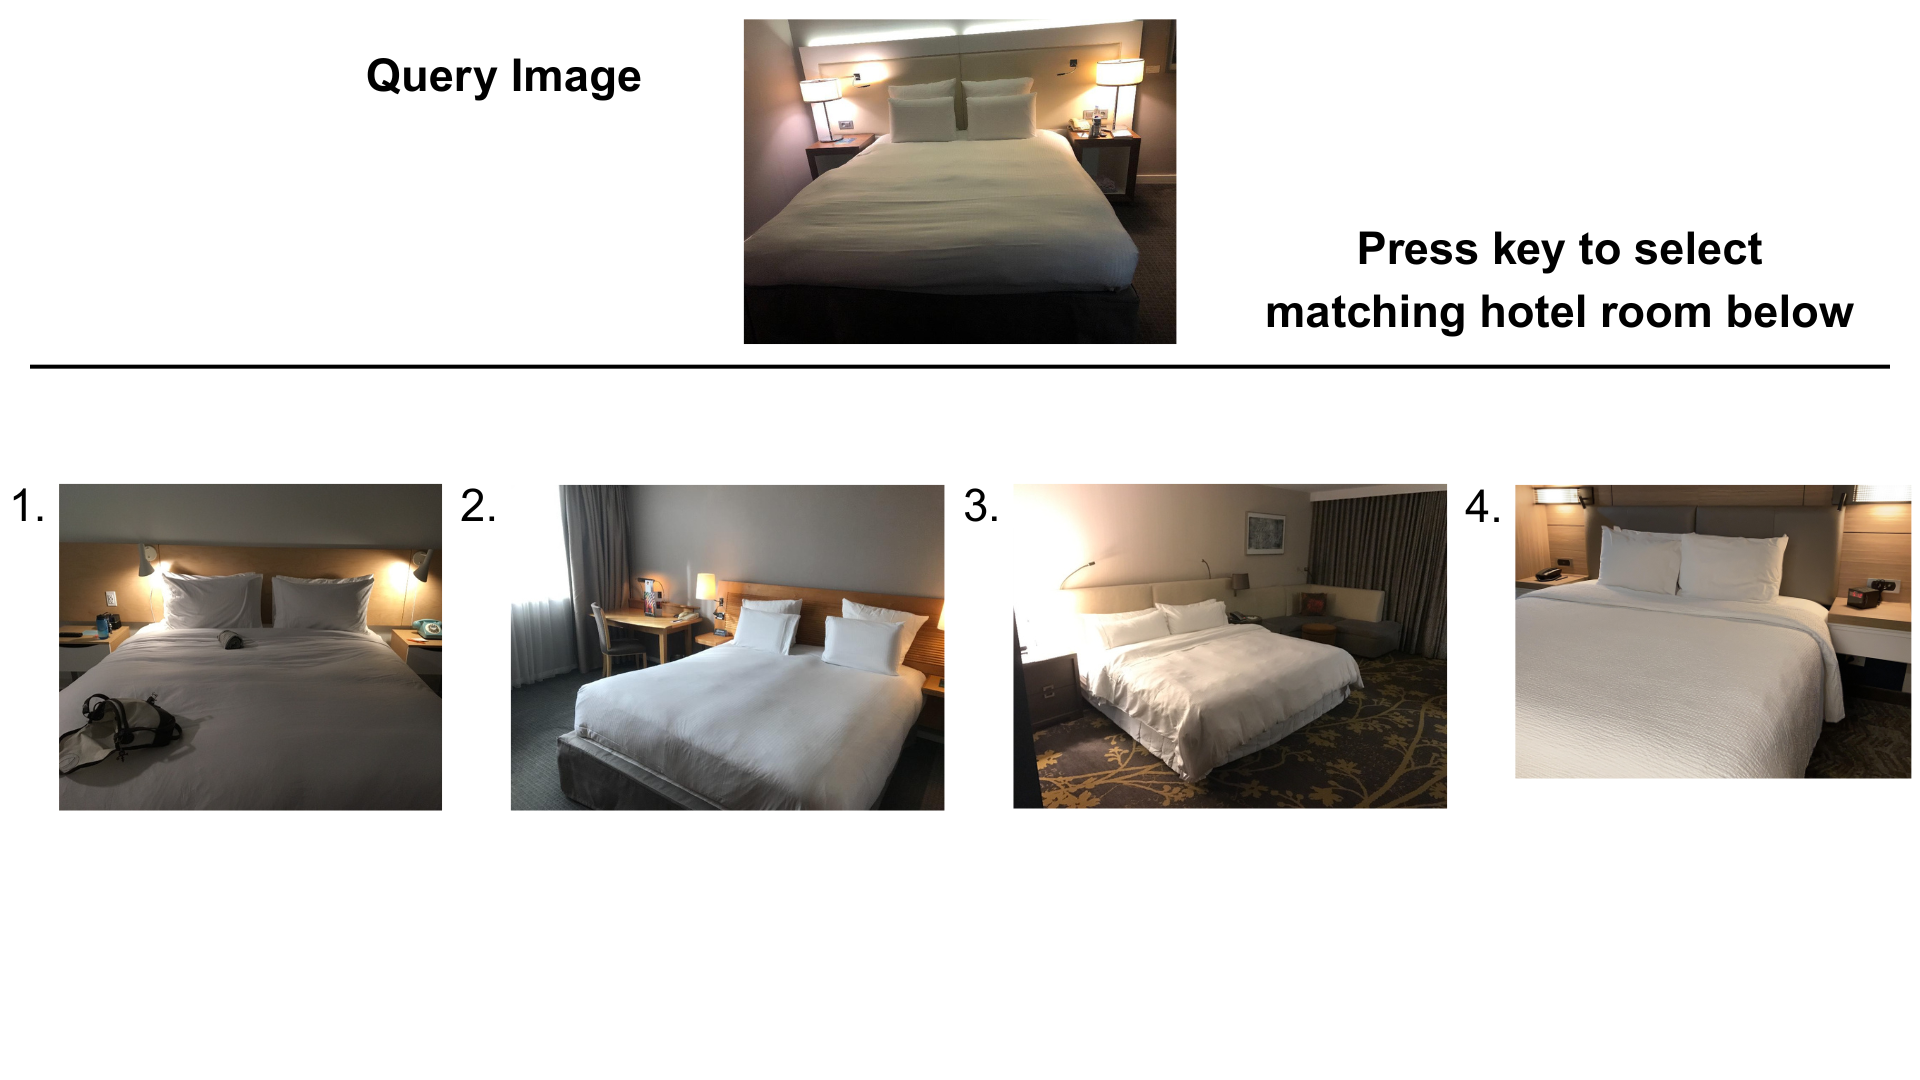 Query Image
Press key to select
matching hotel room below
1.
2.
3.
4.